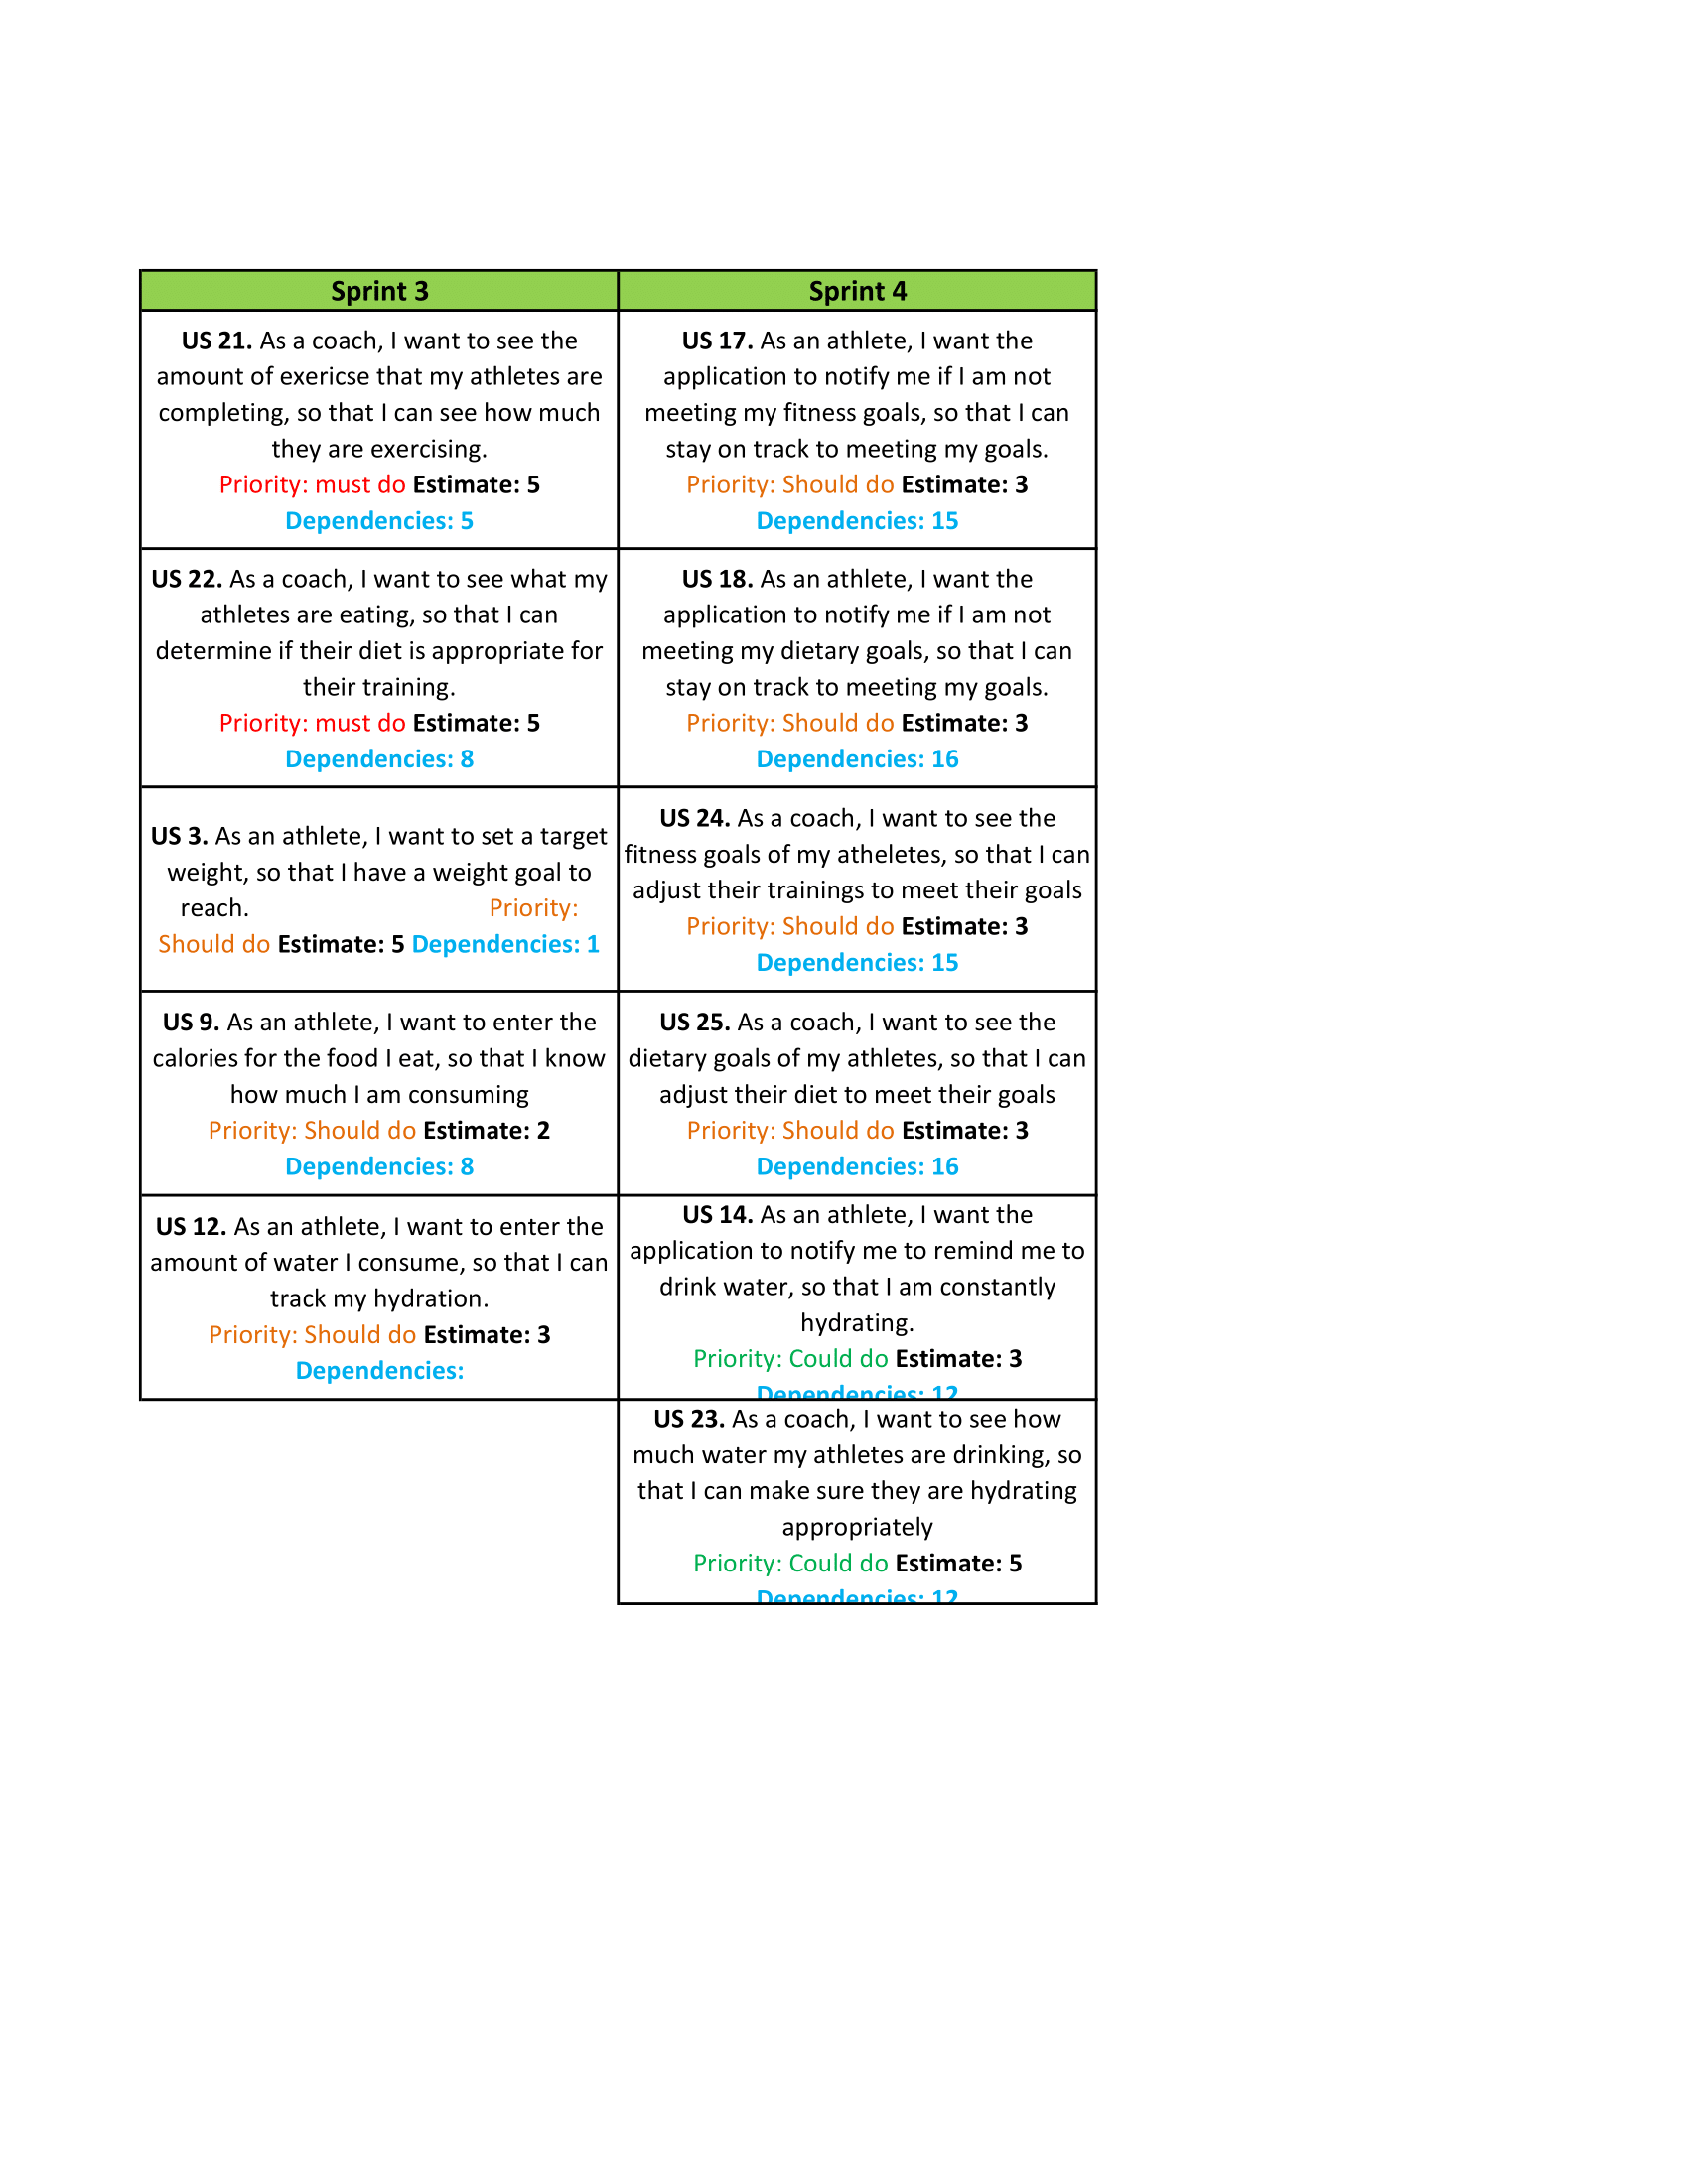 Sprint 3
US 21. As a coach, I want to see the
amount of exericse that my athletes are
completing, so that I can see how much
they are exercising.
Priority: must do Estimate: 5
Dependencies: 5
US 22. As a coach, I want to see what my
athletes are eating, so that I can
determine if their diet is appropriate for
their training.
Priority: must do Estimate: 5
Dependencies: 8
US 3. As an athlete, I want to set a target
weight, so that I have a weight goal to
reach. Priority:
Should do Estimate: 5 Dependencies: 1
US 9. As an athlete, I want to enter the
calories for the food I eat, so that I know
how much I am consuming
Priority: Should do Estimate: 2
Dependencies: 8
US 12. As an athlete, I want to enter the
amount of water I consume, so that I can
track my hydration.
Priority: Should do Estimate: 3
Dependencies:
Sprint 4
US 17. As an athlete, I want the
application to notify me if I am not
meeting my fitness goals, so that I can
stay on track to meeting my goals.
Priority: Should do Estimate: 3
Dependencies: 15
US 18. As an athlete, I want the
application to notify me if I am not
meeting my dietary goals, so that I can
stay on track to meeting my goals.
Priority: Should do Estimate: 3
Dependencies: 16
US 24. As a coach, I want to see the
fitness goals of my atheletes, so that I can
adjust their trainings to meet their goals
Priority: Should do Estimate: 3
Dependencies: 15
US 25. As a coach, I want to see the
dietary goals of my athletes, so that I can
adjust their diet to meet their goals
Priority: Should do Estimate: 3
Dependencies: 16
US 14. As an athlete, I want the
application to notify me to remind me to
drink water, so that I am constantly
hydrating.
Priority: Could do Estimate: 3
Dependencies: 12
US 23. As a coach, I want to see how
much water my athletes are drinking, so
that I can make sure they are hydrating
appropriately
Priority: Could do Estimate: 5
Dependencies: 12